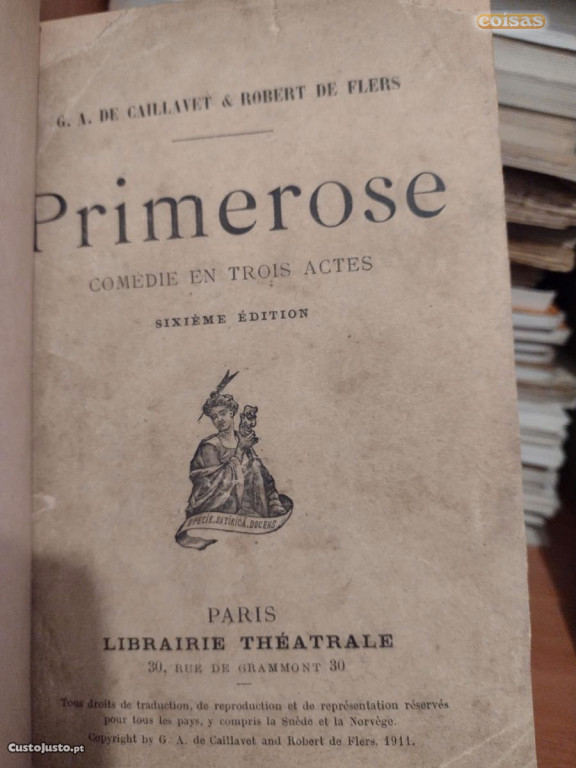 coisas
G. A. DE CAILLAVET & ROBERT DE FLERS
Primerose
COMÉDIE EN TROIS ACTES
SIXIÈME ÉDITION
SPECIE.SATIRICA.DOCENS
PARIS
LIBRAIRIE THÉATRALE
30, RUE DE GRAMMONT 30
Tous droits de traduction, de reproduction et de représentation réservés
pour tous les pays, y compris la Suède et la Norvège.
Copyright by G. A. de Caillavet and Robert de Flers, 1911.
CustoJusto.pt